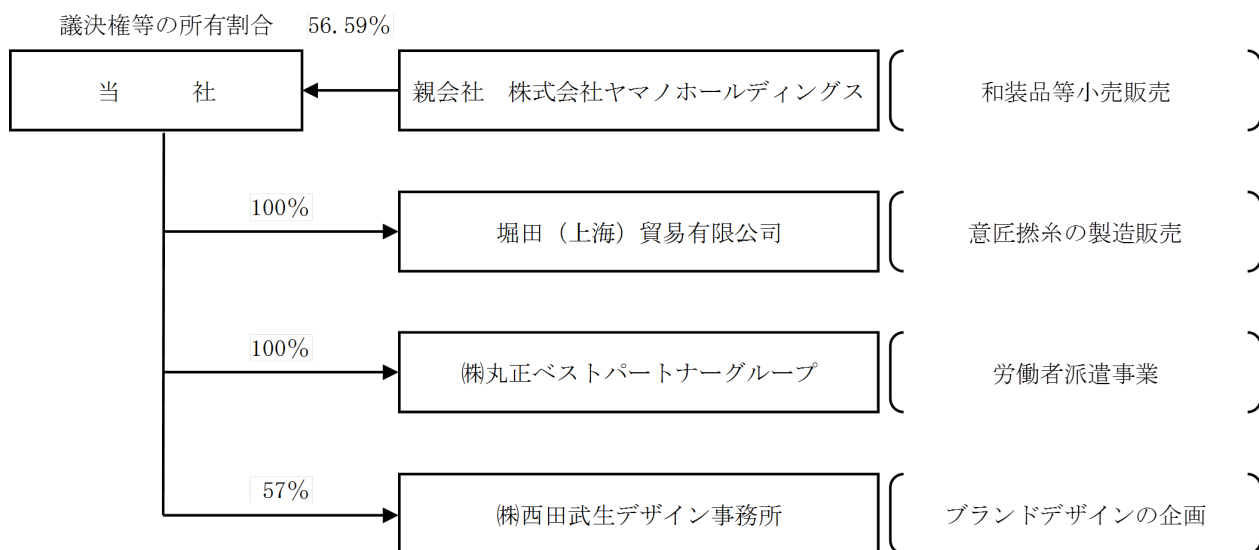 議決権等の所有割合　56.59%
当　　社
親会社　株式会社ヤマノホールディングス
和装品等小売販売
100%
堀田（上海）貿易有限公司
意匠撚糸の製造販売
100%
㈱丸正ベストパートナーグループ
労働者派遣事業
57%
㈱西田武生デザイン事務所
ブランドデザインの企画